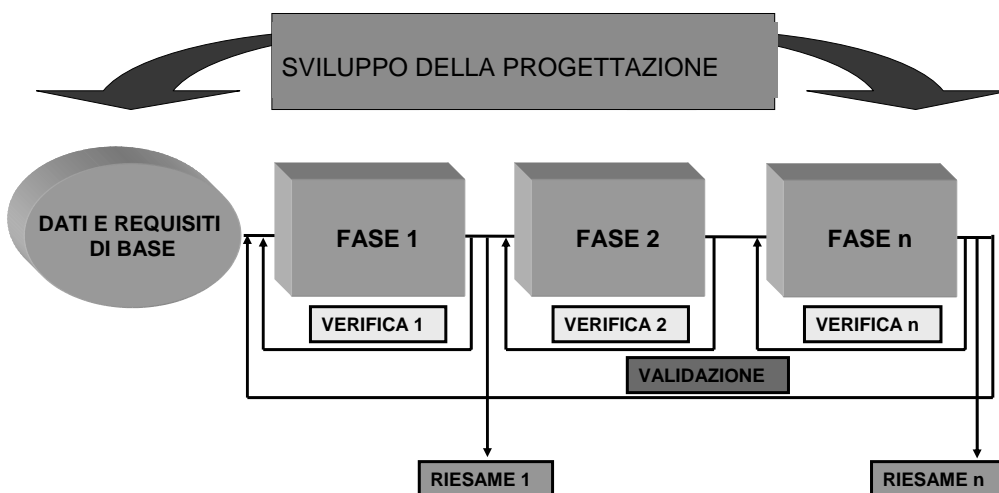 SVILUPPO DELLA PROGETTAZIONE
DATI E REQUISITI
DI BASE
FASE 1
FASE 2
FASE n
VERIFICA 1
VERIFICA 2
VERIFICA n
VALIDAZIONE
RIESAME 1
RIESAME n